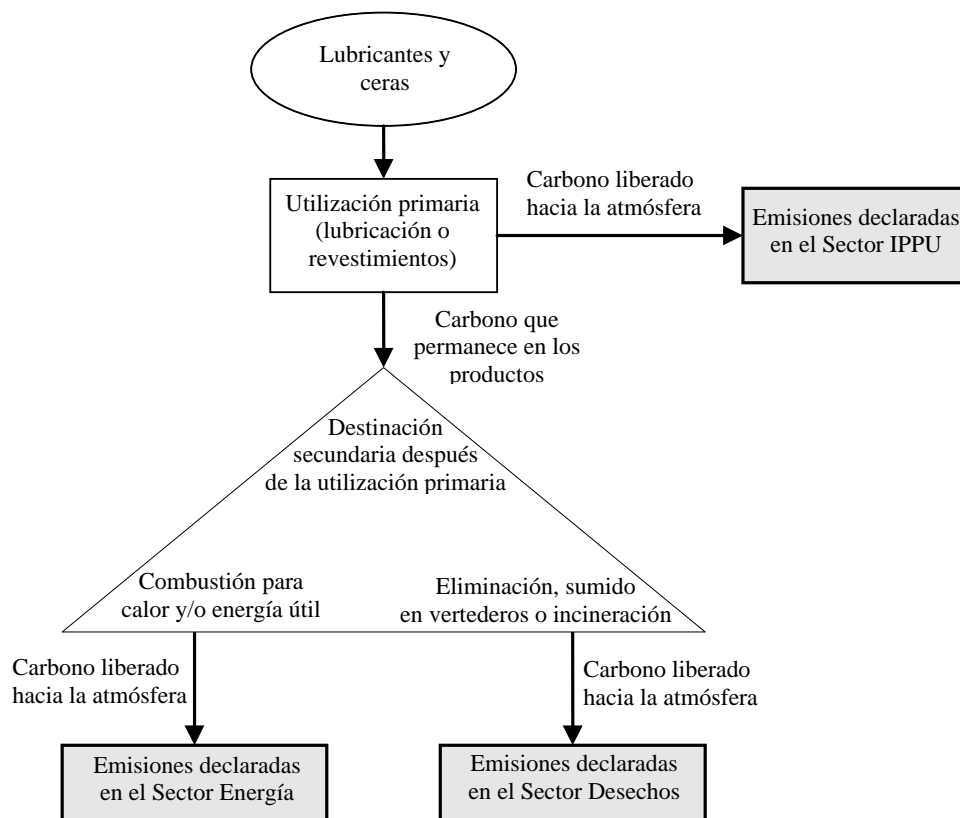 Lubricantes y
ceras
Utilización primaria
(lubricación o
revestimientos)
Carbono liberado
hacia la atmósfera
Emisiones declaradas
en el Sector IPPU
Carbono que
permanece en los
productos
Destinación
secundaria después
de la utilización primaria
Combustión para
calor y/o energía útil
Eliminación, sumido
en vertederos o incineración
Carbono liberado
hacia la atmósfera
Carbono liberado
hacia la atmósfera
Emisiones declaradas
en el Sector Energía
Emisiones declaradas
en el Sector Desechos